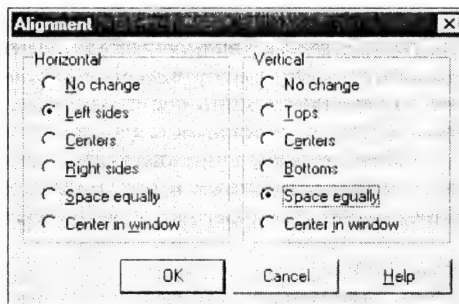 Alignment
Horizontal
No change
Left sides
Centers
Right sides
Space equally
Center in window
Vertical
No change
Tops
Centers
Bottoms
Space equally
Center in window
OK Cancel Help